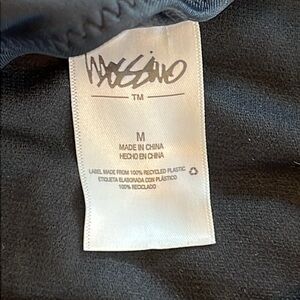 Mossimo
TM
M
MADE IN CHINA
HECHO EN CHINA
LABEL MADE FROM 100% RECYCLED PLASTIC
ETIQUETA ELABORADA CON PLÁSTICO
100% RECICLADO